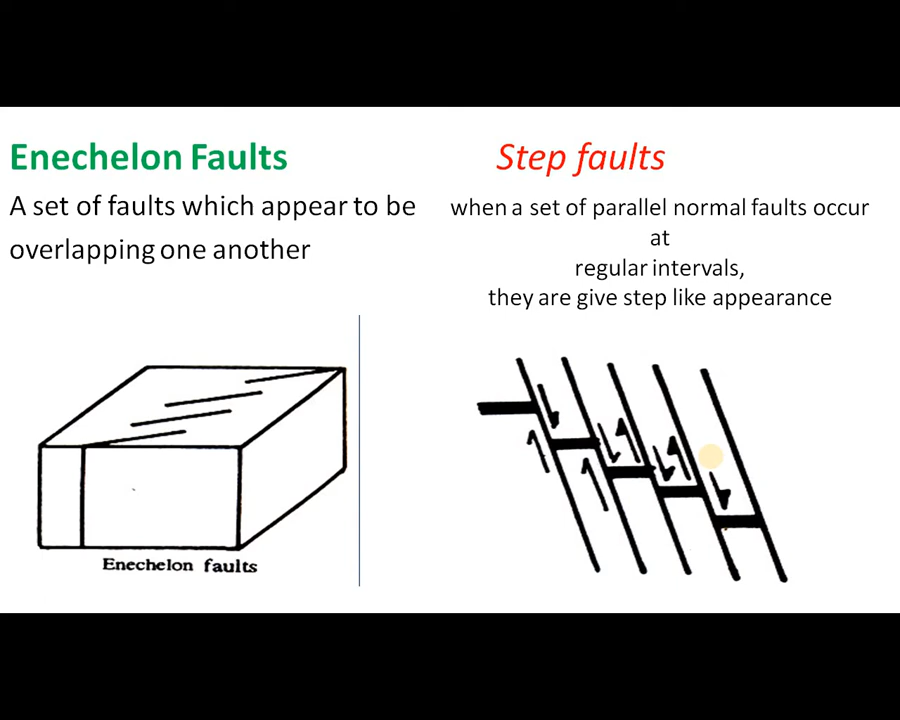 Enechelon Faults
A set of faults which appear to be
overlapping one another
Enechelon faults
Step faults
when a set of parallel normal faults occur
at
regular intervals,
they are give step like appearance